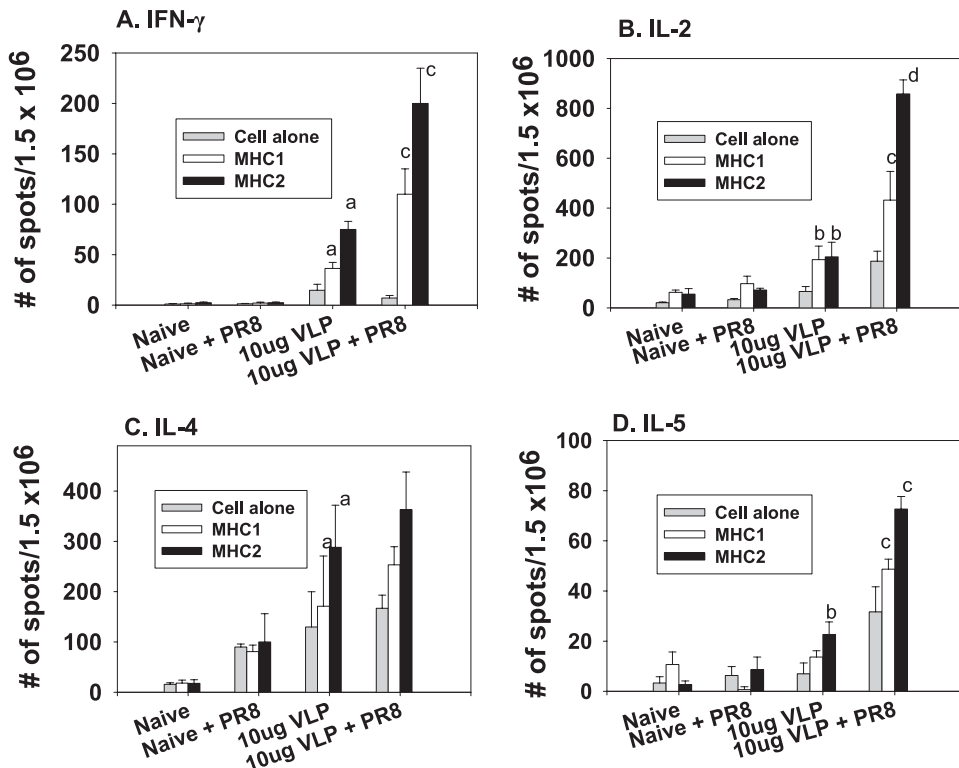 A. IFN-γ
# of spots/1.5 x 10⁶
250
200
150
100
50
0
Cell alone
MHC1
MHC2
a
a
c
c
Naive
Naive + PR8
10ug VLP
10ug VLP + PR8
B. IL-2
# of spots/1.5 x10⁶
1000
800
600
400
200
0
Cell alone
MHC1
MHC2
b
b
c
d
Naive
Naive + PR8
10ug VLP
10ug VLP + PR8
C. IL-4
# of spots/1.5 x10⁶
400
300
200
100
0
Cell alone
MHC1
MHC2
a
a
Naive
Naive + PR8
10ug VLP
10ug VLP + PR8
D. IL-5
# of spots/1.5 x10⁶
100
80
60
40
20
0
Cell alone
MHC1
MHC2
b
c
c
Naive
Naive + PR8
10ug VLP
10ug VLP + PR8